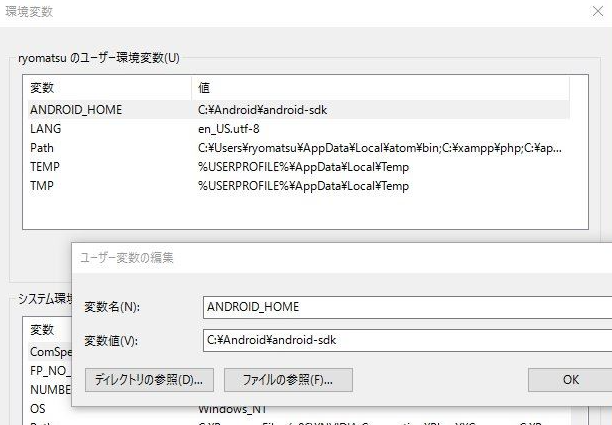 環境変数
ryomatsu のユーザー環境変数(U)
変数 値
ANDROID_HOME C:¥Android¥android-sdk
LANG en_US.utf-8
Path C:¥Users¥ryomatsu¥AppData¥Local¥atom¥bin;C:¥xampp¥php;C:¥ap...
TEMP %USERPROFILE%¥AppData¥Local¥Temp
TMP %USERPROFILE%¥AppData¥Local¥Temp
ユーザー変数の編集
システム環境
変数名(N): ANDROID_HOME
変数
変数値(V): C:¥Android¥android-sdk
ComSpe
FP_NO_
ディレクトリの参照(D)... ファイルの参照(F)... OK
NUMBE
OS Windows_NT